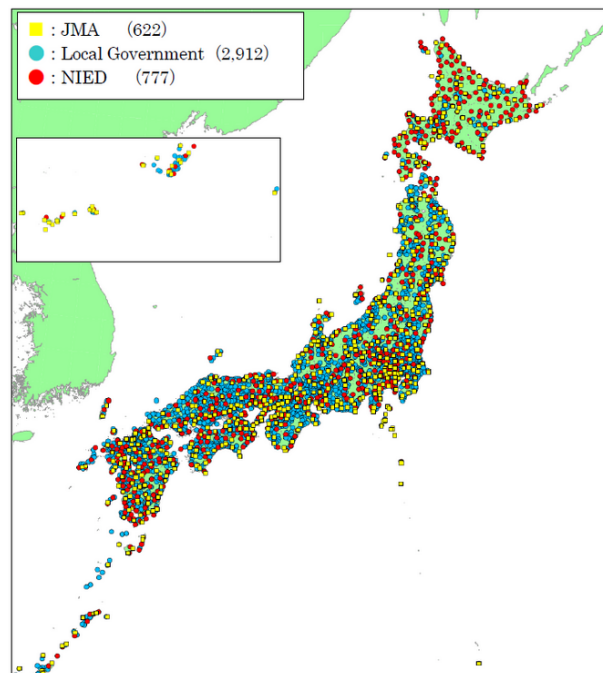 : JMA (622)
: Local Government (2,912)
: NIED (777)